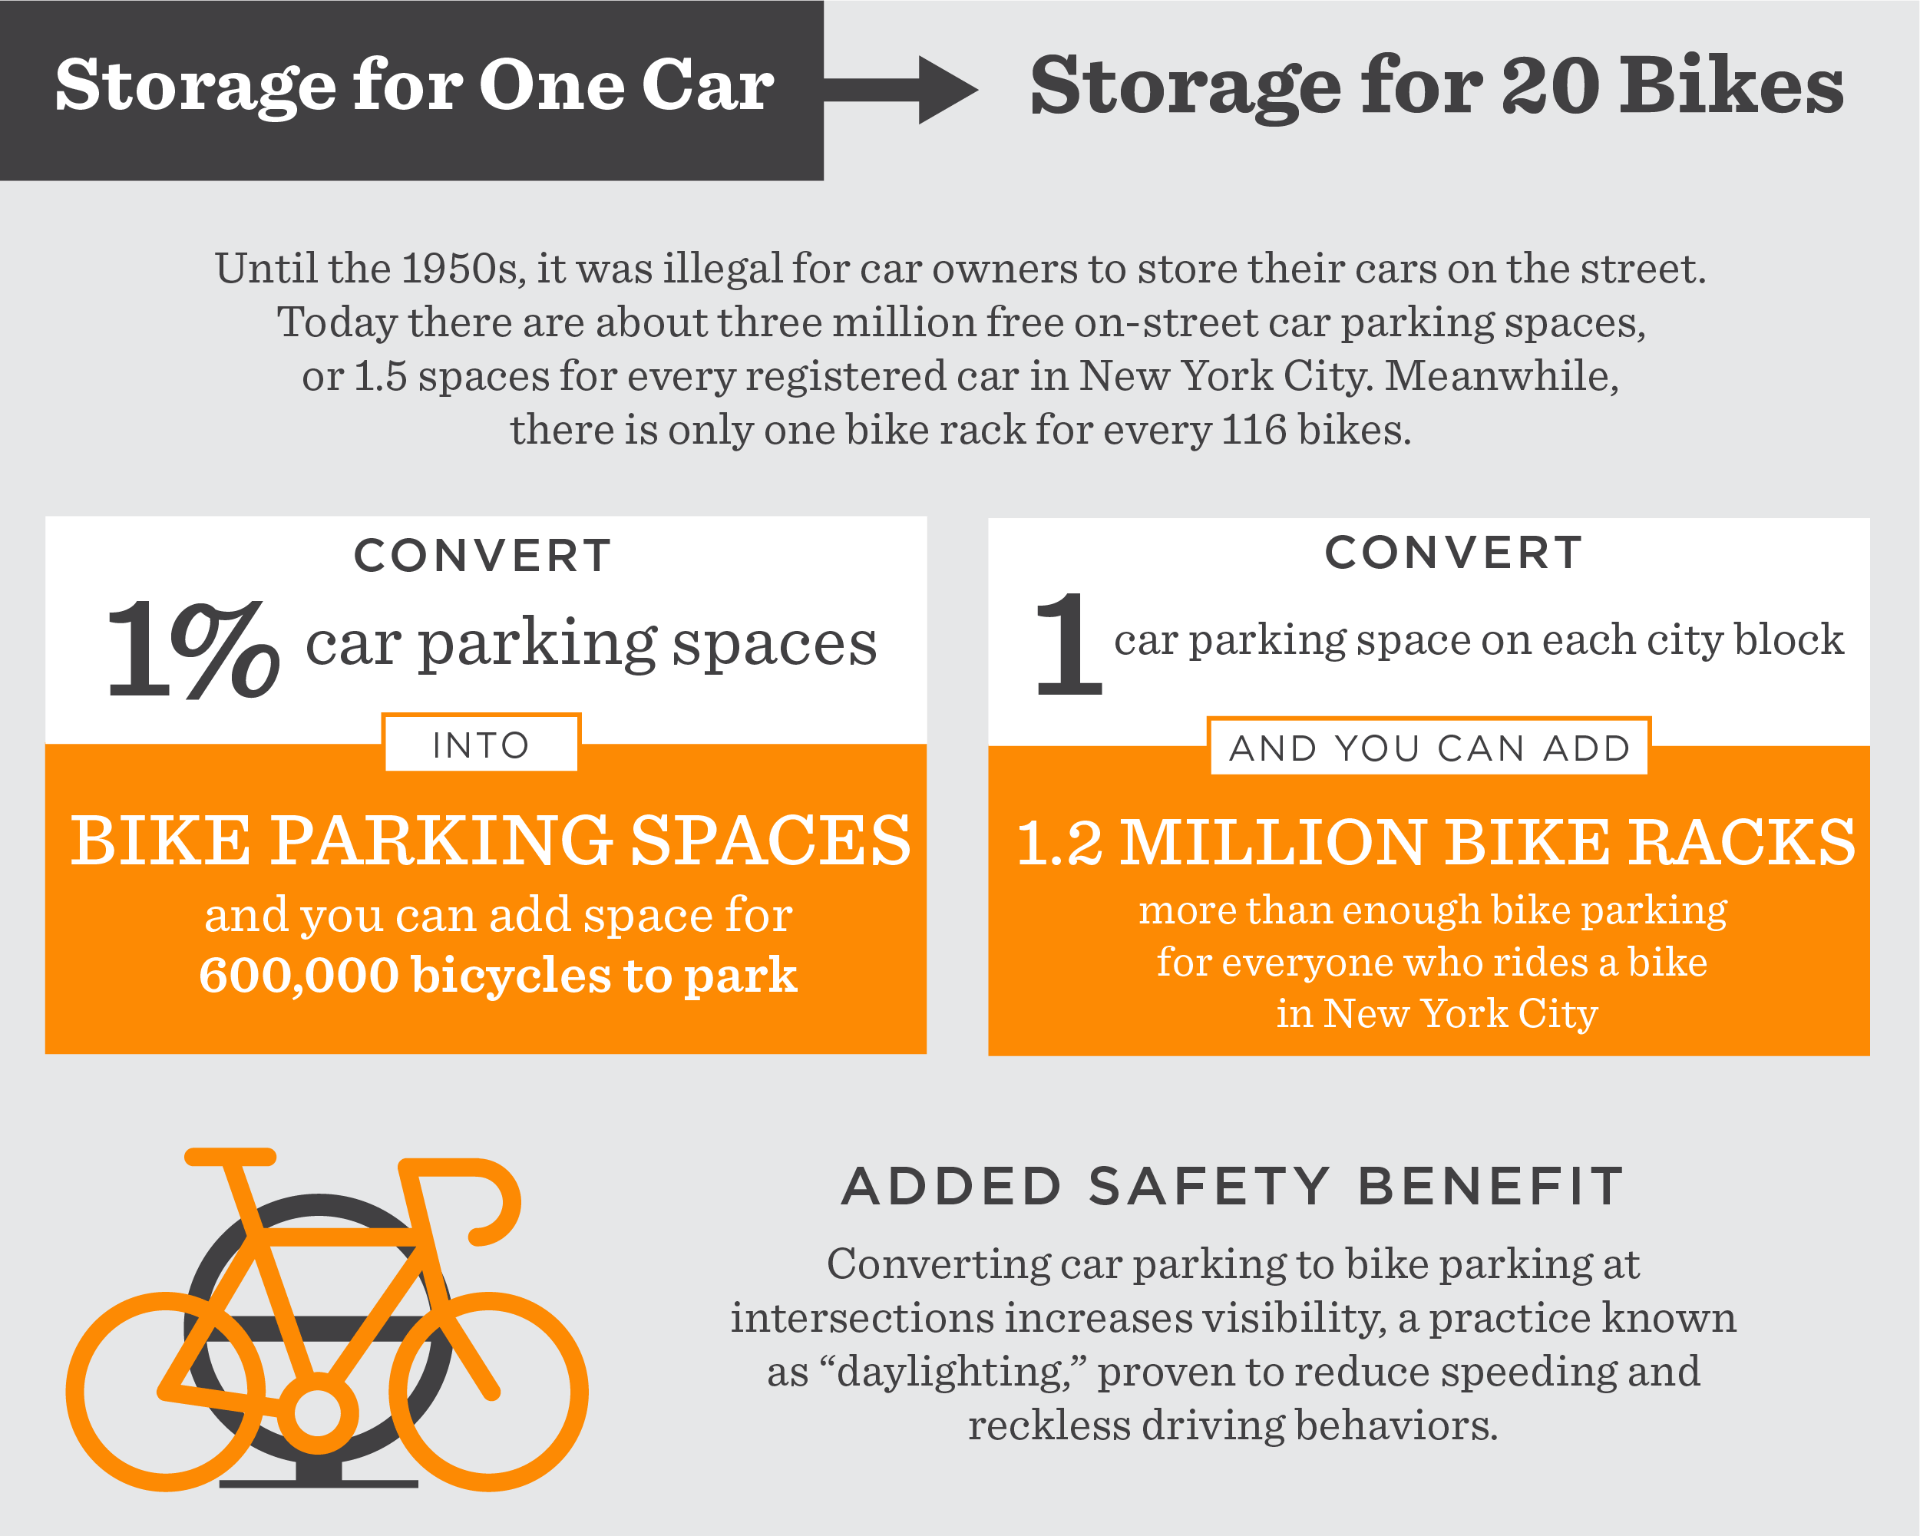 Storage for One Car
Storage for 20 Bikes
Until the 1950s, it was illegal for car owners to store their cars on the street.
Today there are about three million free on-street car parking spaces,
or 1.5 spaces for every registered car in New York City. Meanwhile,
there is only one bike rack for every 116 bikes.
CONVERT
1% car parking spaces
INTO
BIKE PARKING SPACES
and you can add space for
600,000 bicycles to park
CONVERT
1 car parking space on each city block
AND YOU CAN ADD
1.2 MILLION BIKE RACKS
more than enough bike parking
for everyone who rides a bike
in New York City
ADDED SAFETY BENEFIT
Converting car parking to bike parking at
intersections increases visibility, a practice known
as “daylighting,” proven to reduce speeding and
reckless driving behaviors.